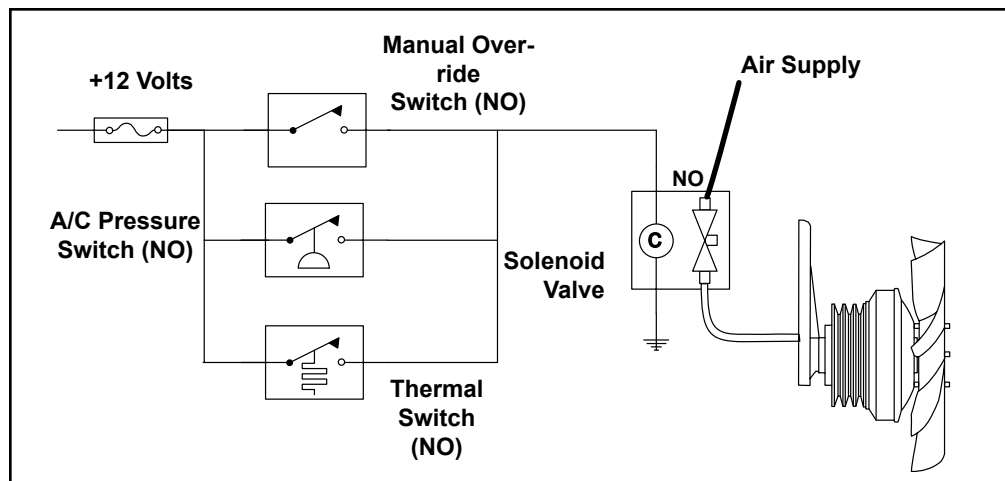 Manual Over-
ride
Switch (NO)
Air Supply
+12 Volts
NO
A/C Pressure
Switch (NO)
C
Solenoid
Valve
Thermal
Switch
(NO)